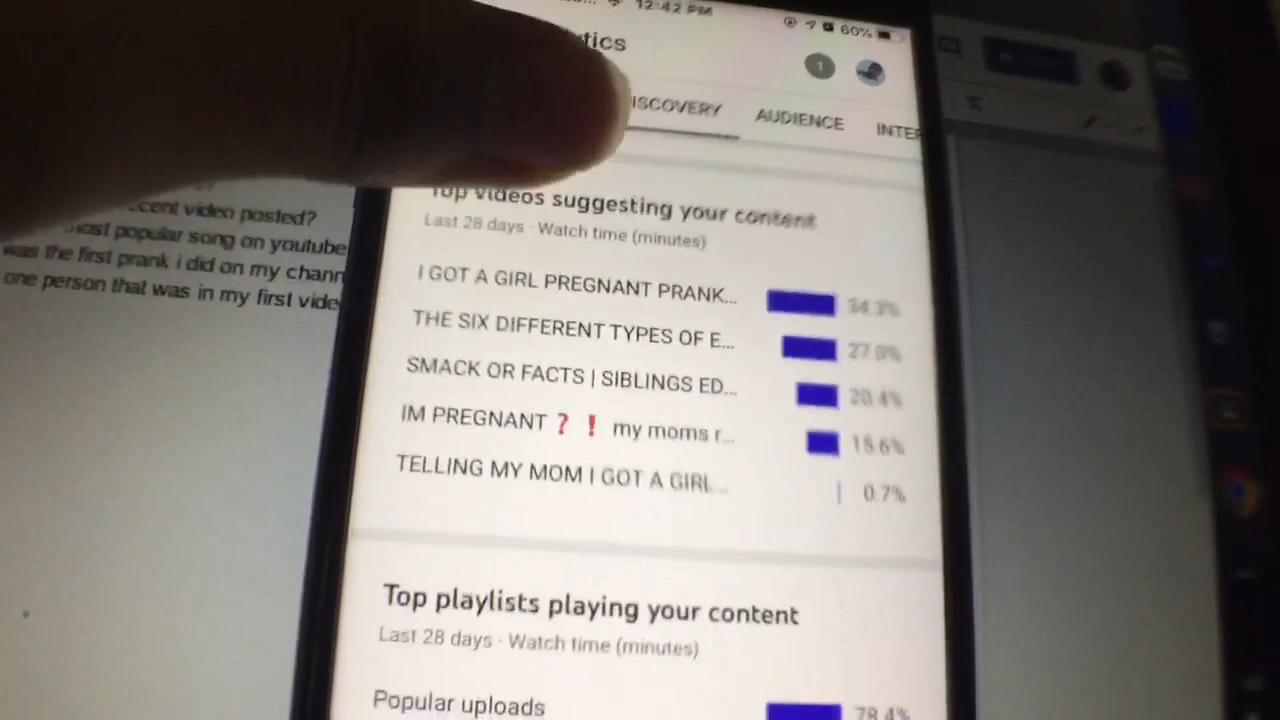 12:42 PM
60%
tics
1
ISCOVERY
AUDIENCE
INTER
Top videos suggesting your content
Last 28 days · Watch time (minutes)
I GOT A GIRL PREGNANT PRANK... 34.3%
THE SIX DIFFERENT TYPES OF E... 27.0%
SMACK OR FACTS | SIBLINGS ED... 20.4%
IM PREGNANT ❓ ❗ my moms r... 15.6%
TELLING MY MOM I GOT A GIRL... 0.7%
Top playlists playing your content
Last 28 days · Watch time (minutes)
Popular uploads 78.4%
cent video posted?
most popular song on youtube
was the first prank i did on my chann
one person that was in my first vide